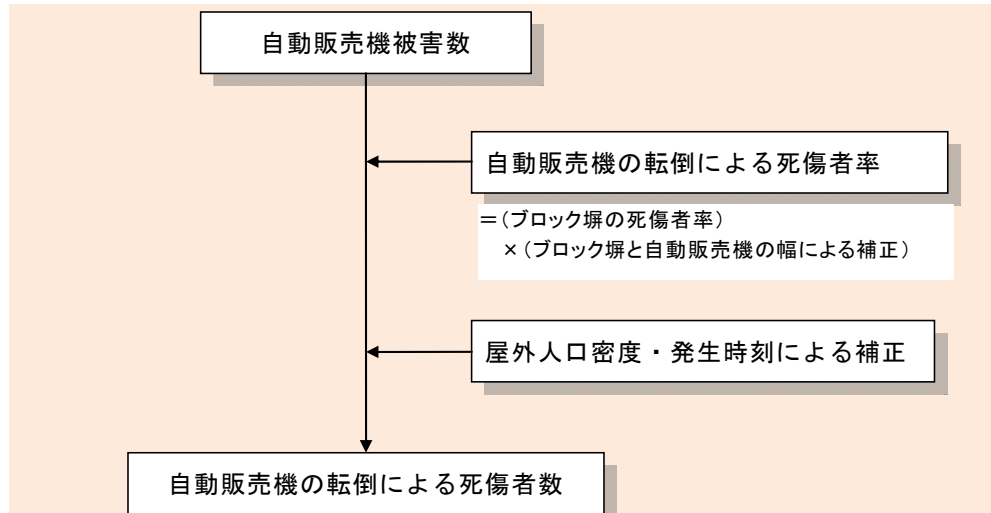 自動販売機被害数
自動販売機の転倒による死傷者率
＝（ブロック塀の死傷者率）
×（ブロック塀と自動販売機の幅による補正）
屋外人口密度・発生時刻による補正
自動販売機の転倒による死傷者数